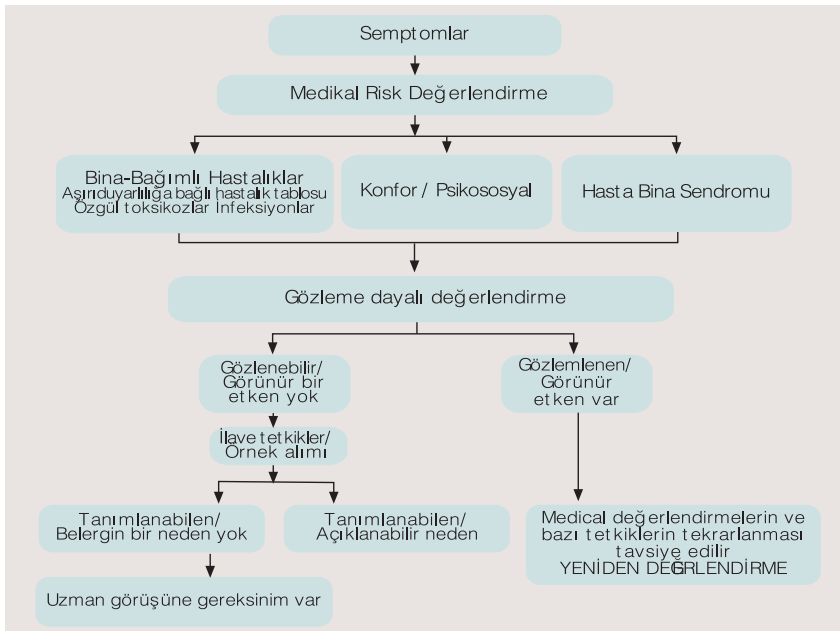 Semptomlar
Medikal Risk Değerlendirme
Bina-Bağımlı Hastalıklar
Aşırıduyarlılığa bağlı hastalık tablosu
Özgül toksikozlar İnfeksiyonlar
Konfor / Psikososyal
Hasta Bina Sendromu
Gözleme dayalı değerlendirme
Gözlenebilir/
Görünür bir
etken yok
Gözlemlenen/
Görünür
etken var
İlave tetkikler/
Örnek alımı
Tanımlanabilen/
Belergin bir neden yok
Tanımlanabilen/
Açıklanabilir neden
Medical değerlendirmelerin ve
bazı tetkiklerin tekrarlanması
tavsiye edilir
YENİDEN DEĞERLENDİRME
Uzman görüşüne gereksinim var